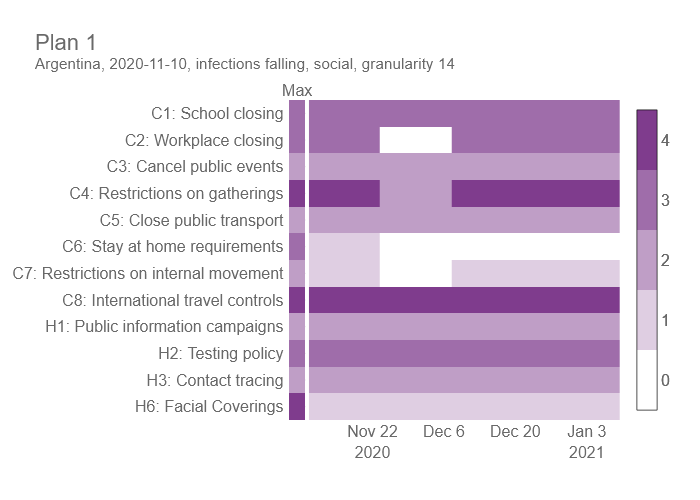 Plan 1
Argentina, 2020-11-10, infections falling, social, granularity 14
Max
C1: School closing
C2: Workplace closing
C3: Cancel public events
C4: Restrictions on gatherings
C5: Close public transport
C6: Stay at home requirements
C7: Restrictions on internal movement
C8: International travel controls
H1: Public information campaigns
H2: Testing policy
H3: Contact tracing
H6: Facial Coverings
Nov 22 Dec 6 Dec 20 Jan 3
2020 2021
4
3
2
1
0